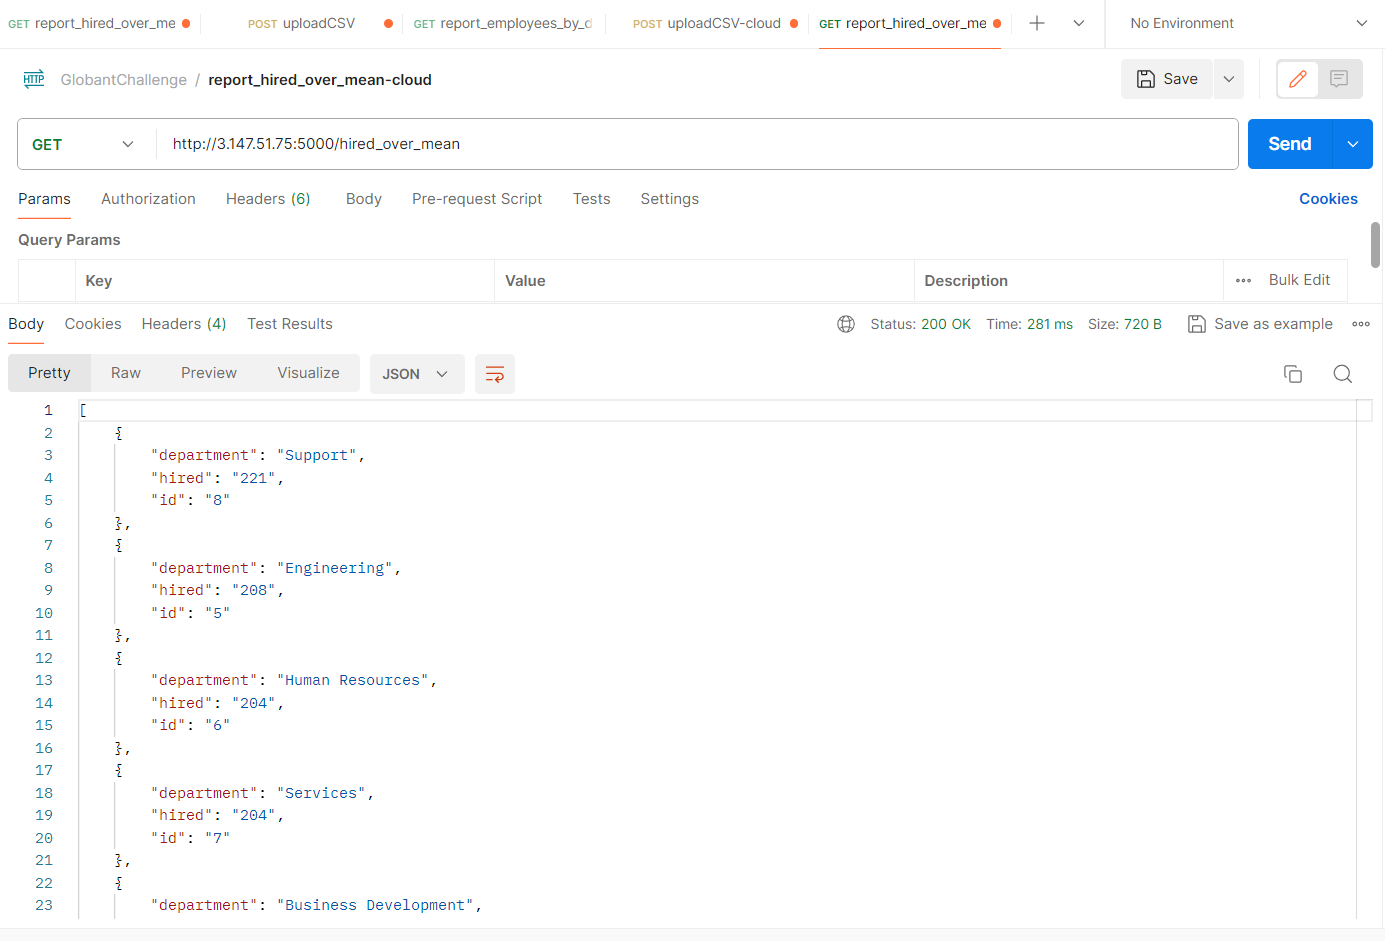 GET report_hired_over_me POST uploadCSV GET report_employees_by_d POST uploadCSV-cloud GET report_hired_over_me No Environment
HTTP GlobantChallenge / report_hired_over_mean-cloud Save
GET http://3.147.51.75:5000/hired_over_mean Send
Params Authorization Headers (6) Body Pre-request Script Tests Settings Cookies
Query Params
Key Value Description Bulk Edit
Body Cookies Headers (4) Test Results Status: 200 OK Time: 281 ms Size: 720 B Save as example
Pretty Raw Preview Visualize JSON
1 [
2 {
3 "department": "Support",
4 "hired": "221",
5 "id": "8"
6 },
7 {
8 "department": "Engineering",
9 "hired": "208",
10 "id": "5"
11 },
12 {
13 "department": "Human Resources",
14 "hired": "204",
15 "id": "6"
16 },
17 {
18 "department": "Services",
19 "hired": "204",
20 "id": "7"
21 },
22 {
23 "department": "Business Development",